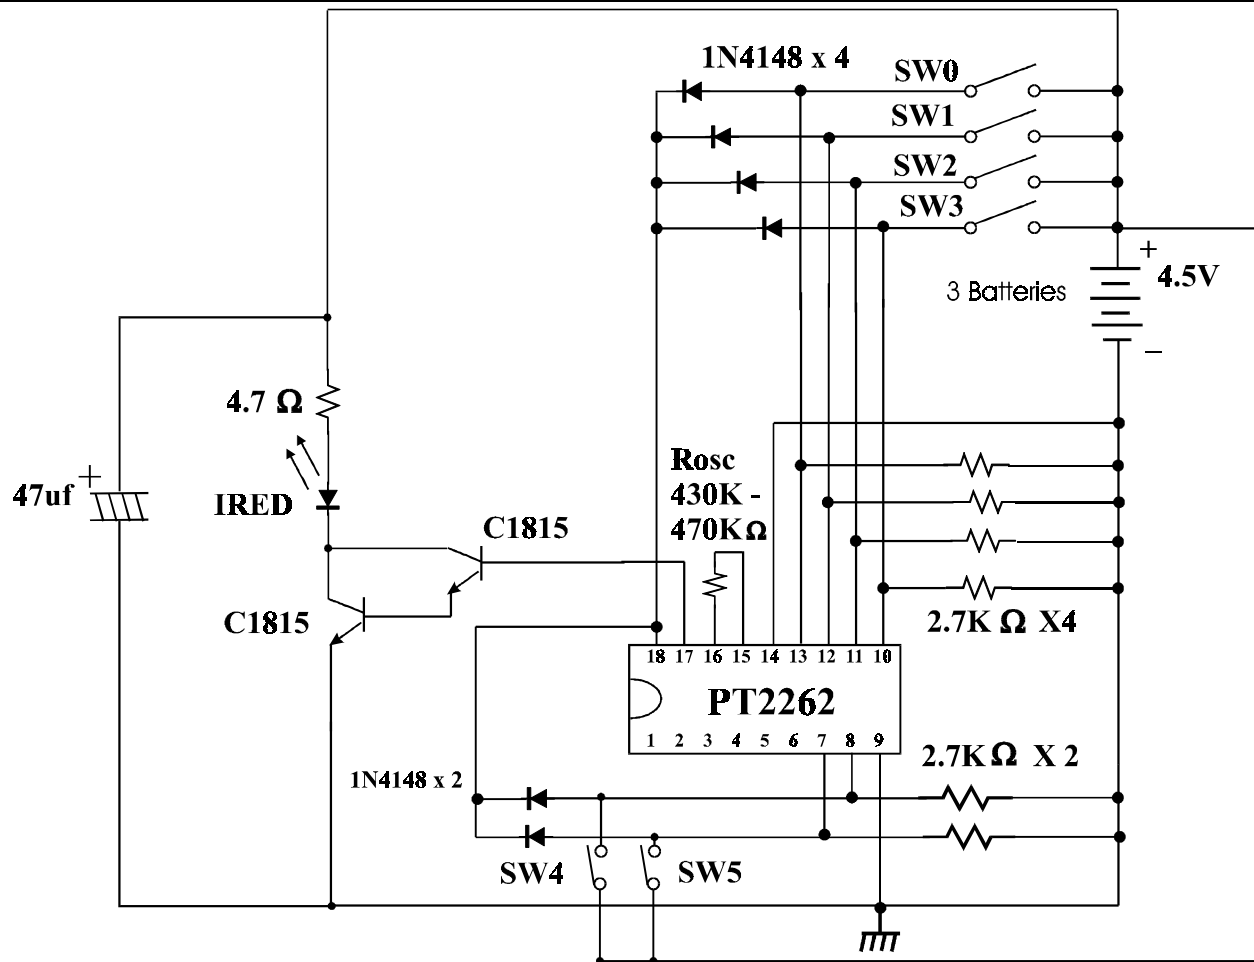 1N4148 x 4
SW0
SW1
SW2
SW3
+
4.5V
3 Batteries
−
4.7 Ω
+
47uf
IRED
C1815
C1815
Rosc
430K -
470KΩ
2.7K Ω X4
18 17 16 15 14 13 12 11 10
PT2262
1 2 3 4 5 6 7 8 9
2.7K Ω X 2
1N4148 x 2
SW4
SW5